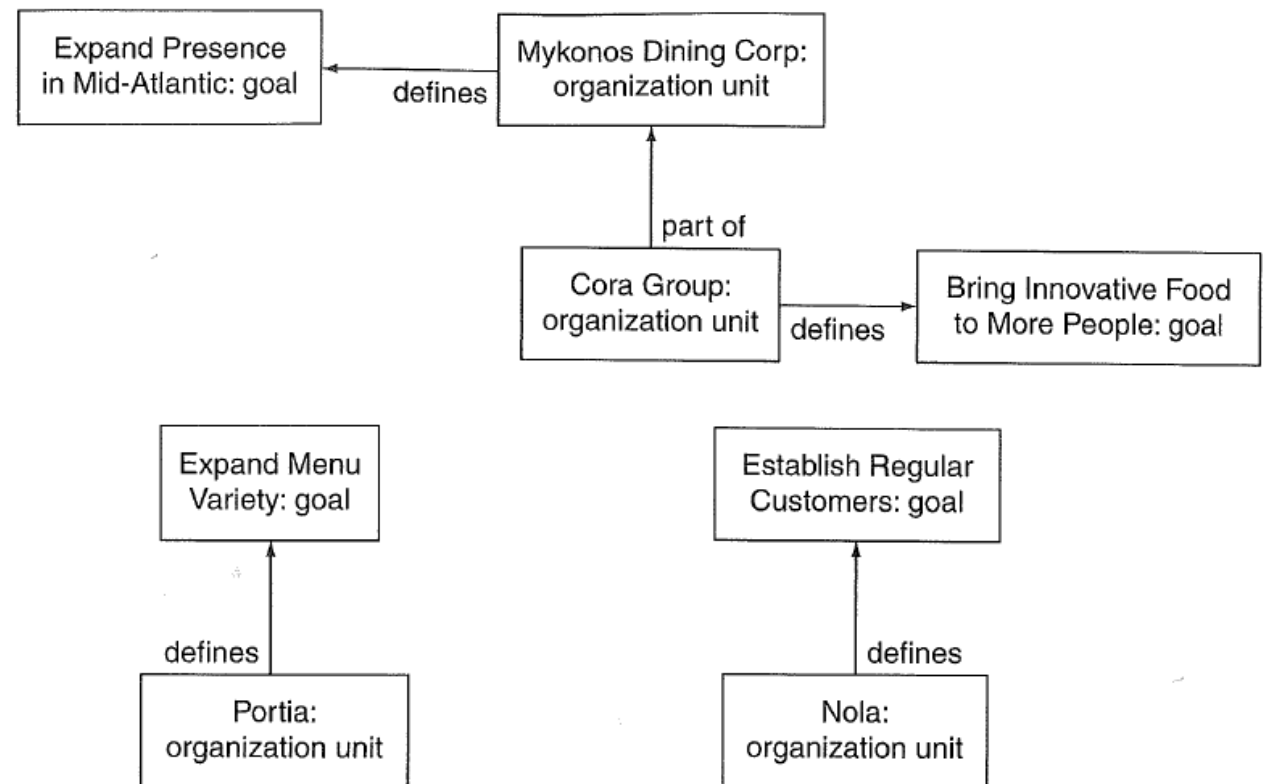 Expand Presence
in Mid-Atlantic: goal
defines
Mykonos Dining Corp:
organization unit
part of
Cora Group:
organization unit
defines
Bring Innovative Food
to More People: goal
Expand Menu
Variety: goal
defines
Portia:
organization unit
Establish Regular
Customers: goal
defines
Nola:
organization unit